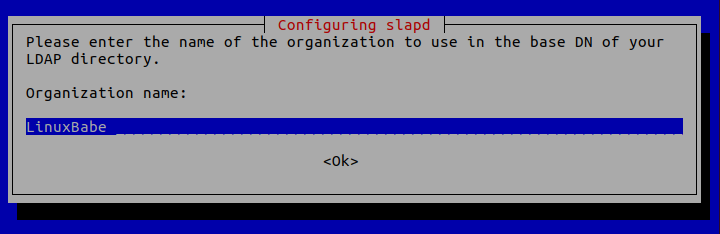 Configuring slapd
Please enter the name of the organization to use in the base DN of your
LDAP directory.
Organization name:
LinuxBabe
<Ok>